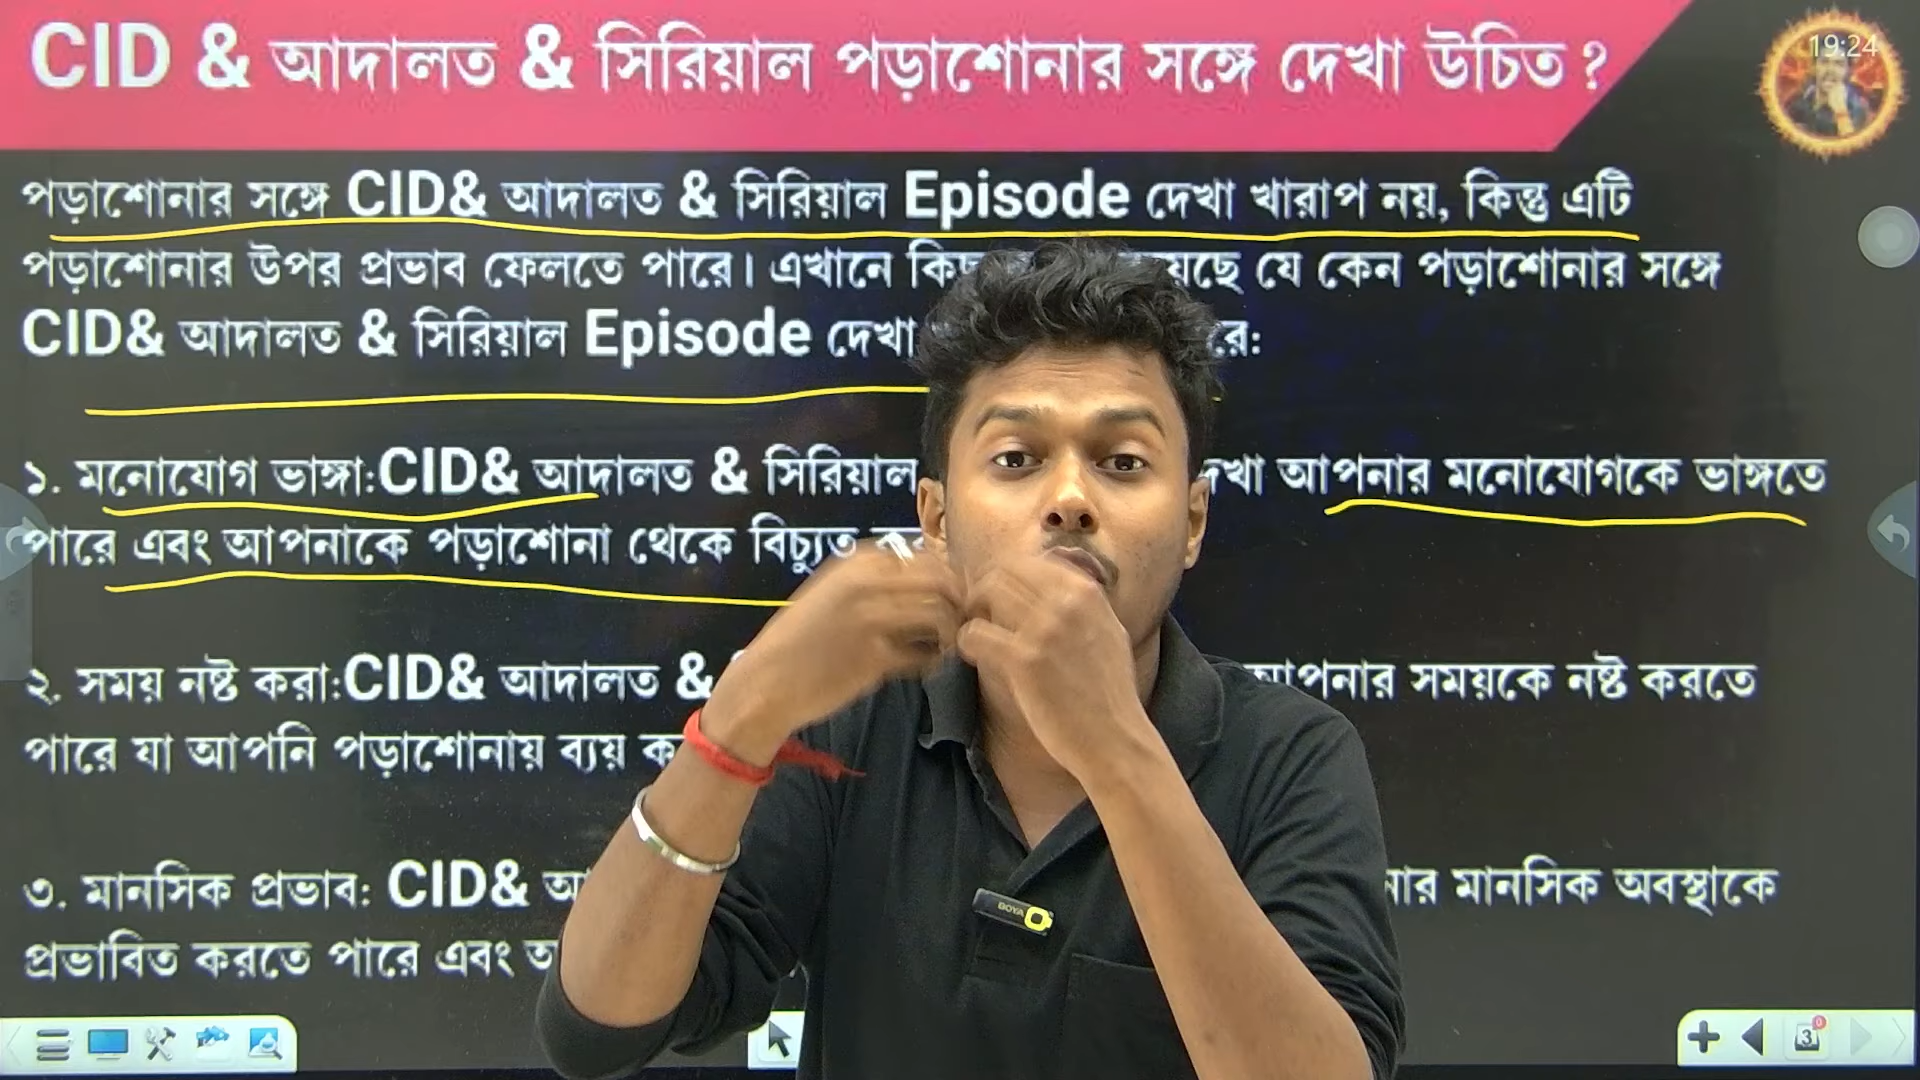 CID & আদালত & সিরিয়াল পড়াশোনার সঙ্গে দেখা উচিত ?
19:24
পড়াশোনার সঙ্গে CID& আদালত & সিরিয়াল Episode দেখা খারাপ নয়, কিন্তু এটি
পড়াশোনার উপর প্রভাব ফেলতে পারে। এখানে যে কেন পড়াশোনার সঙ্গে
CID& আদালত & সিরিয়াল Episode দেখা
১. মনোযোগ ভাঙ্গা:CID& আদালত & সিরিয়াল দেখা আপনার মনোযোগকে ভাঙ্গতে
পারে এবং আপনাকে পড়াশোনা থেকে বিচ্যুত
২. সময় নষ্ট করা:CID& আদালত & আপনার সময়কে নষ্ট করতে
পারে যা আপনি পড়াশোনায় ব্যয়
৩. মানসিক প্রভাব: CID& মানসিক অবস্থাকে
প্রভাবিত করতে পারে এবং
BOYA
3
0